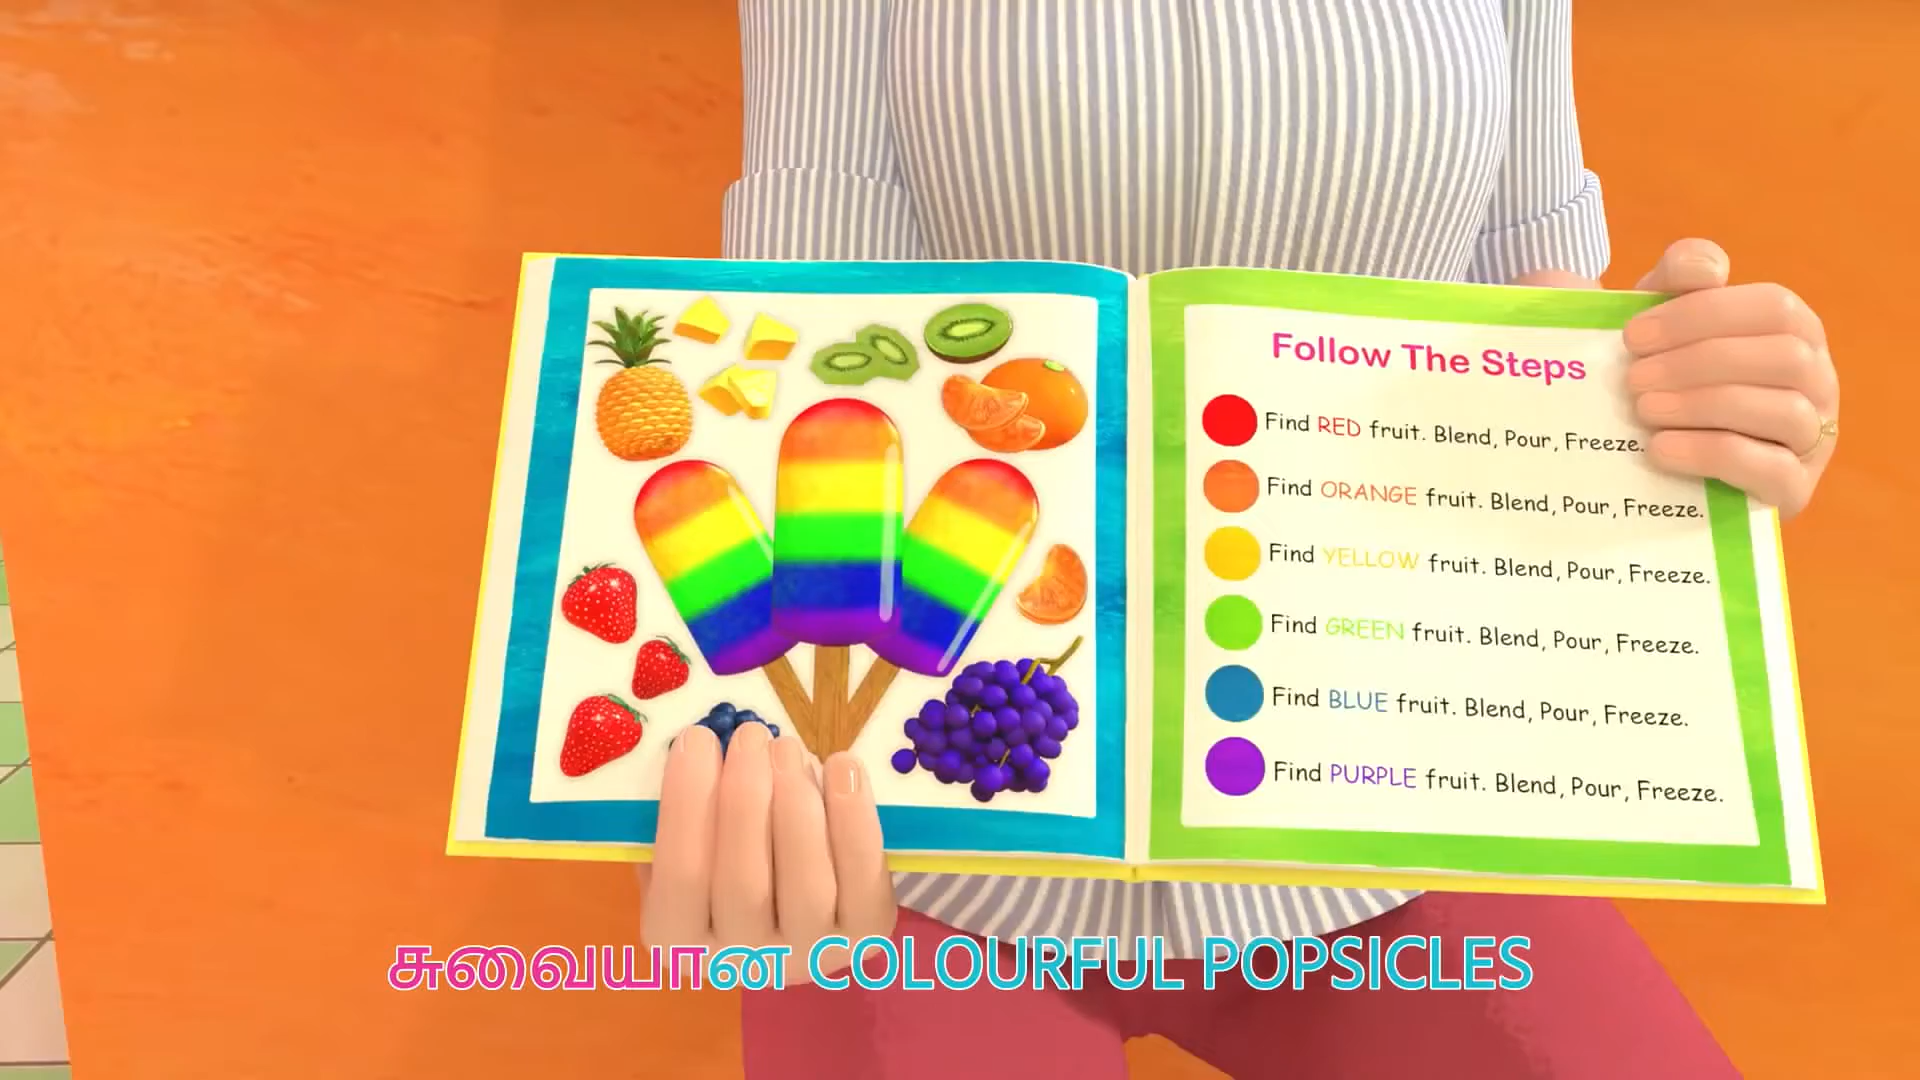 Follow The Steps
Find RED fruit. Blend, Pour, Freeze.
Find ORANGE fruit. Blend, Pour, Freeze.
Find YELLOW fruit. Blend, Pour, Freeze.
Find GREEN fruit. Blend, Pour, Freeze.
Find BLUE fruit. Blend, Pour, Freeze.
Find PURPLE fruit. Blend, Pour, Freeze.
சுவையான COLOURFUL POPSICLES